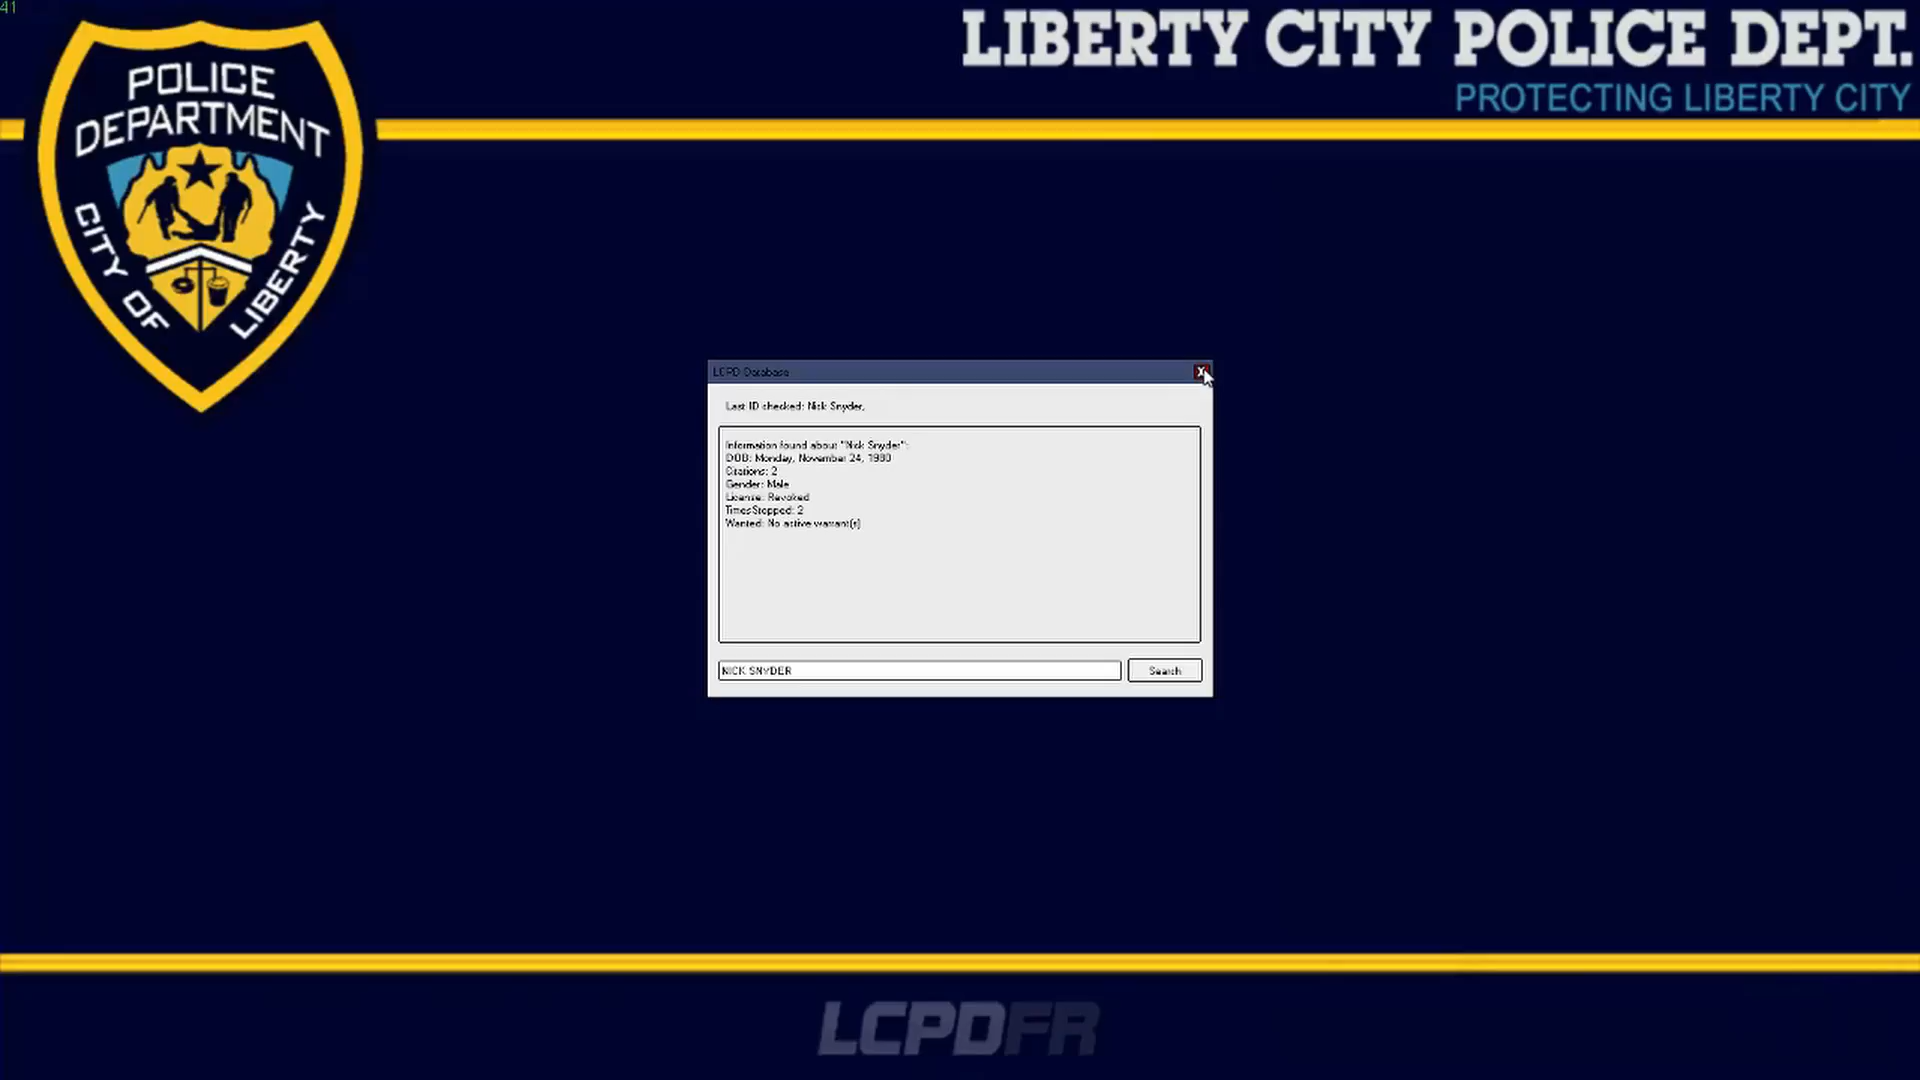 41
LIBERTY CITY POLICE DEPT.
PROTECTING LIBERTY CITY
POLICE
DEPARTMENT
CITY OF LIBERTY
LCPD Database
X
Last ID checked: Nick Snyder.
Information found about "Nick Snyder":
DOB: Monday, November 24, 1980
Citations: 2
Gender: Male
License: Revoked
TimesStopped: 2
Wanted: No active warrant(s)
NICK SNYDER
Search
LCPDFR